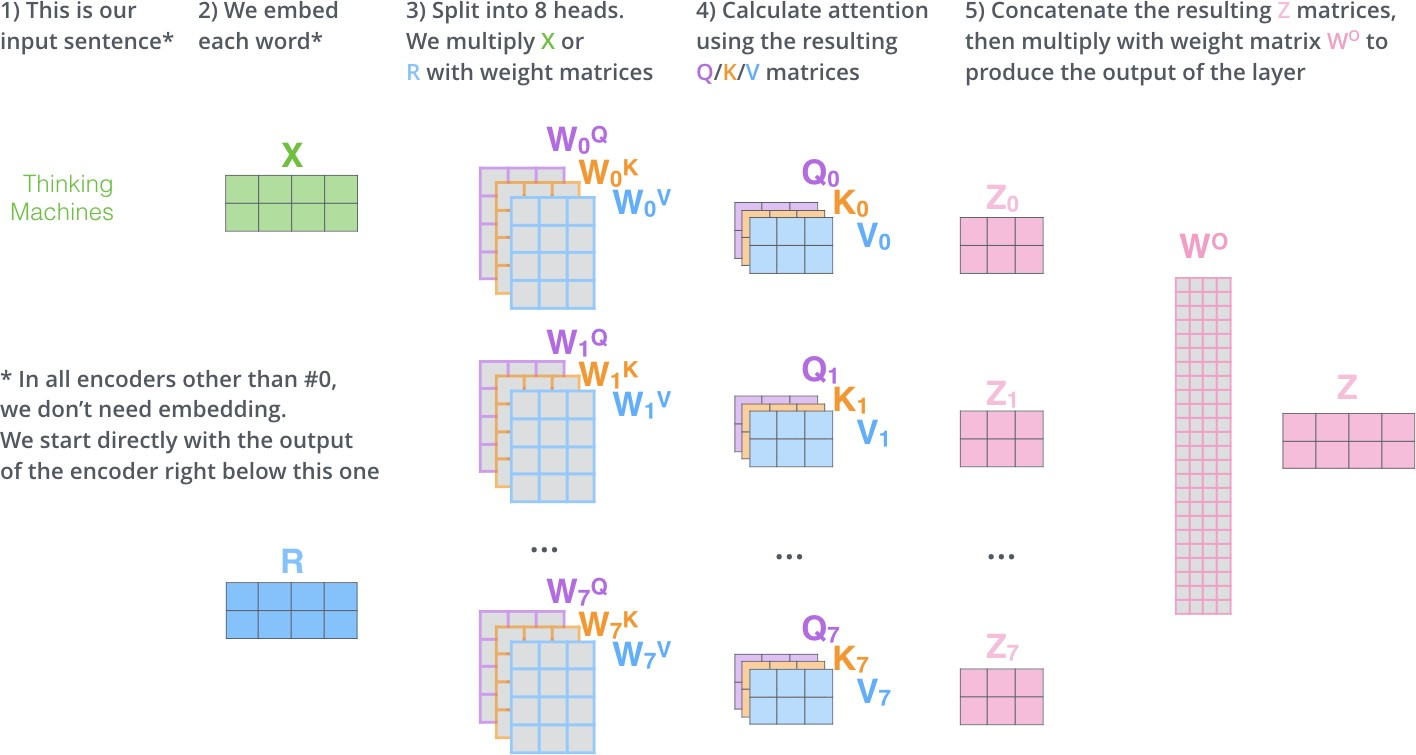 1) This is our
input sentence*
2) We embed
each word*
3) Split into 8 heads.
We multiply X or
R with weight matrices
4) Calculate attention
using the resulting
Q/K/V matrices
5) Concatenate the resulting Z matrices,
then multiply with weight matrix Wᴼ to
produce the output of the layer
Thinking
Machines
X
W₀Q
W₀K
W₀V
Q₀
K₀
V₀
Z₀
Wᴼ
* In all encoders other than #0,
we don’t need embedding.
We start directly with the output
of the encoder right below this one
W₁Q
W₁K
W₁V
Q₁
K₁
V₁
Z₁
Z
...
...
...
R
W₇Q
W₇K
W₇V
Q₇
K₇
V₇
Z₇